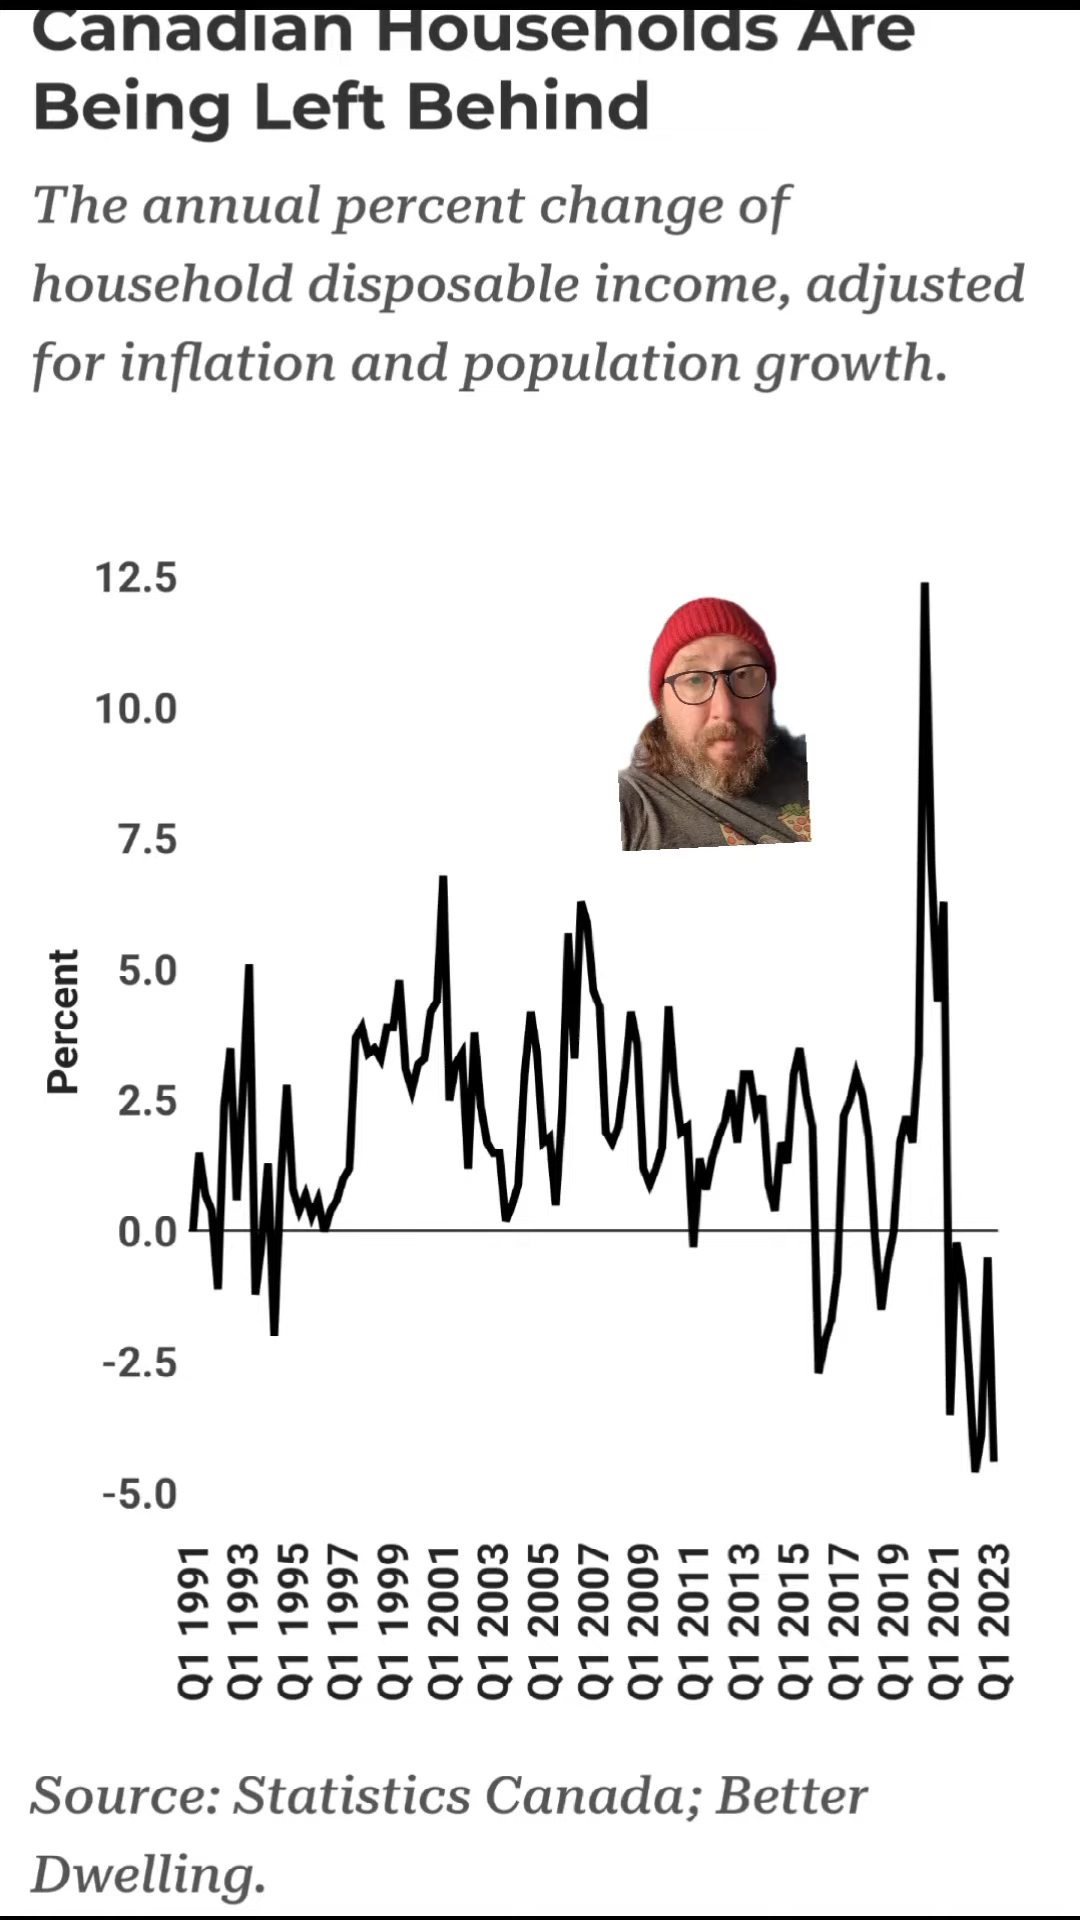 Canadian Households Are
Being Left Behind
The annual percent change of
household disposable income, adjusted
for inflation and population growth.
12.5
10.0
7.5
5.0
2.5
0.0
-2.5
-5.0
Percent
Q1 1991
Q1 1993
Q1 1995
Q1 1997
Q1 1999
Q1 2001
Q1 2003
Q1 2005
Q1 2007
Q1 2009
Q1 2011
Q1 2013
Q1 2015
Q1 2017
Q1 2019
Q1 2021
Q1 2023
Source: Statistics Canada; Better
Dwelling.